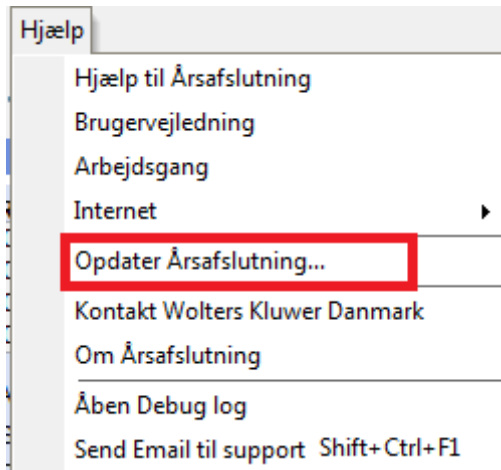 Hjælp
Hjælp til Årsafslutning
Brugervejledning
Arbejdsgang
Internet
Opdater Årsafslutning...
Kontakt Wolters Kluwer Danmark
Om Årsafslutning
Åben Debug log
Send Email til support Shift+Ctrl+F1